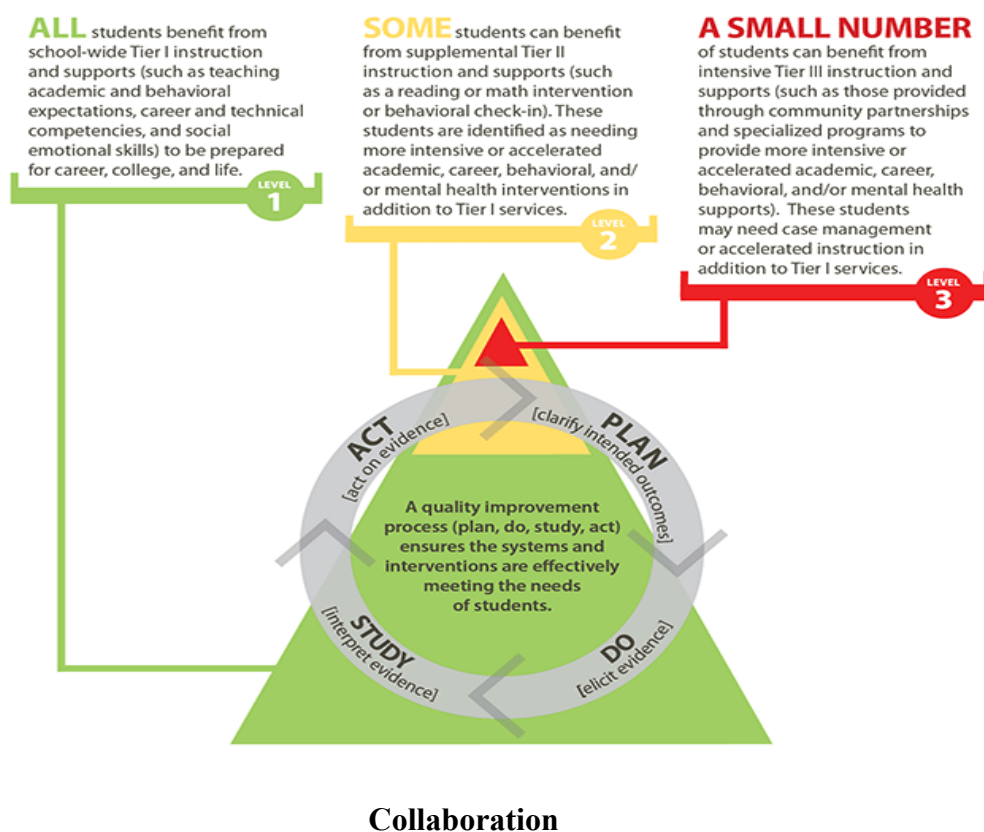 ALL students benefit from
school-wide Tier I instruction
and supports (such as teaching
academic and behavioral
expectations, career and technical
competencies, and social
emotional skills) to be prepared
for career, college, and life.
LEVEL
1
SOME students can benefit
from supplemental Tier II
instruction and supports (such
as a reading or math intervention
or behavioral check-in). These
students are identified as needing
more intensive or accelerated
academic, career, behavioral, and/
or mental health interventions in
addition to Tier I services.
LEVEL
2
A SMALL NUMBER
of students can benefit from
intensive Tier III instruction and
supports (such as those provided
through community partnerships
and specialized programs to
provide more intensive or
accelerated academic, career,
behavioral, and/or mental health
supports). These students
may need case management
or accelerated instruction in
addition to Tier I services.
LEVEL
3
PLAN
[clarify intended outcomes]
DO
[elicit evidence]
STUDY
[interpret evidence]
ACT
[act on evidence]
A quality improvement
process (plan, do, study, act)
ensures the systems and
interventions are effectively
meeting the needs
of students.
Collaboration